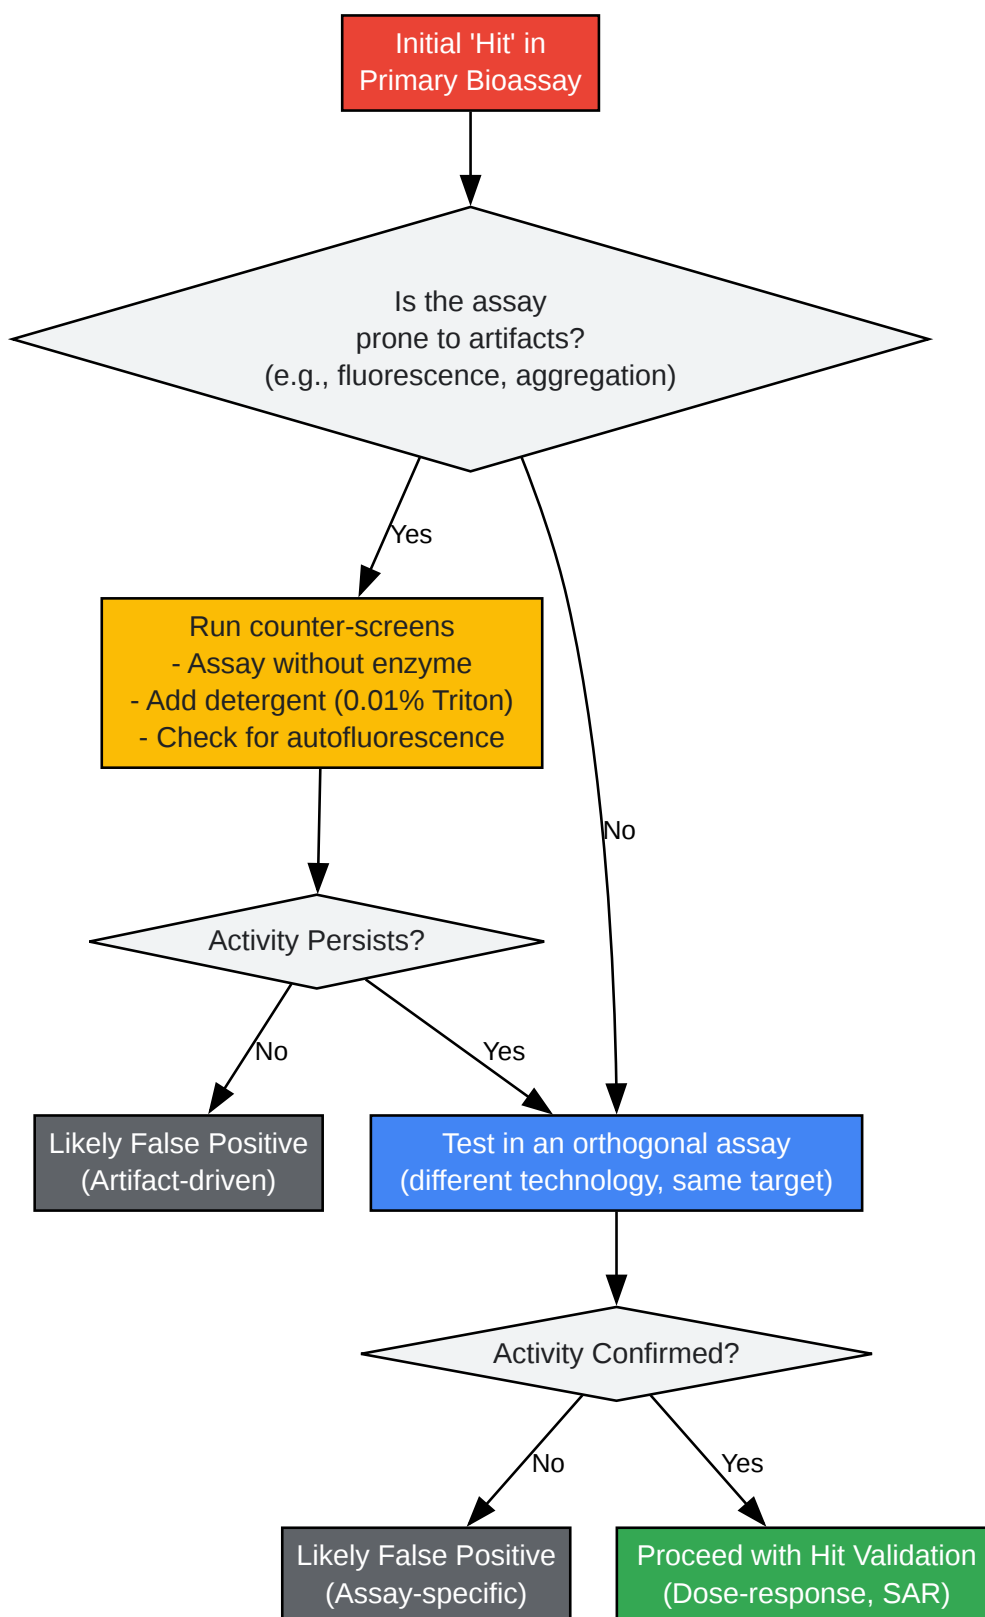 Initial 'Hit' in
Primary Bioassay
Is the assay
prone to artifacts?
(e.g., fluorescence, aggregation)
Yes
Run counter-screens
- Assay without enzyme
- Add detergent (0.01% Triton)
- Check for autofluorescence
No
Activity Persists?
No
Yes
Likely False Positive
(Artifact-driven)
Test in an orthogonal assay
(different technology, same target)
Activity Confirmed?
No
Yes
Likely False Positive
(Assay-specific)
Proceed with Hit Validation
(Dose-response, SAR)